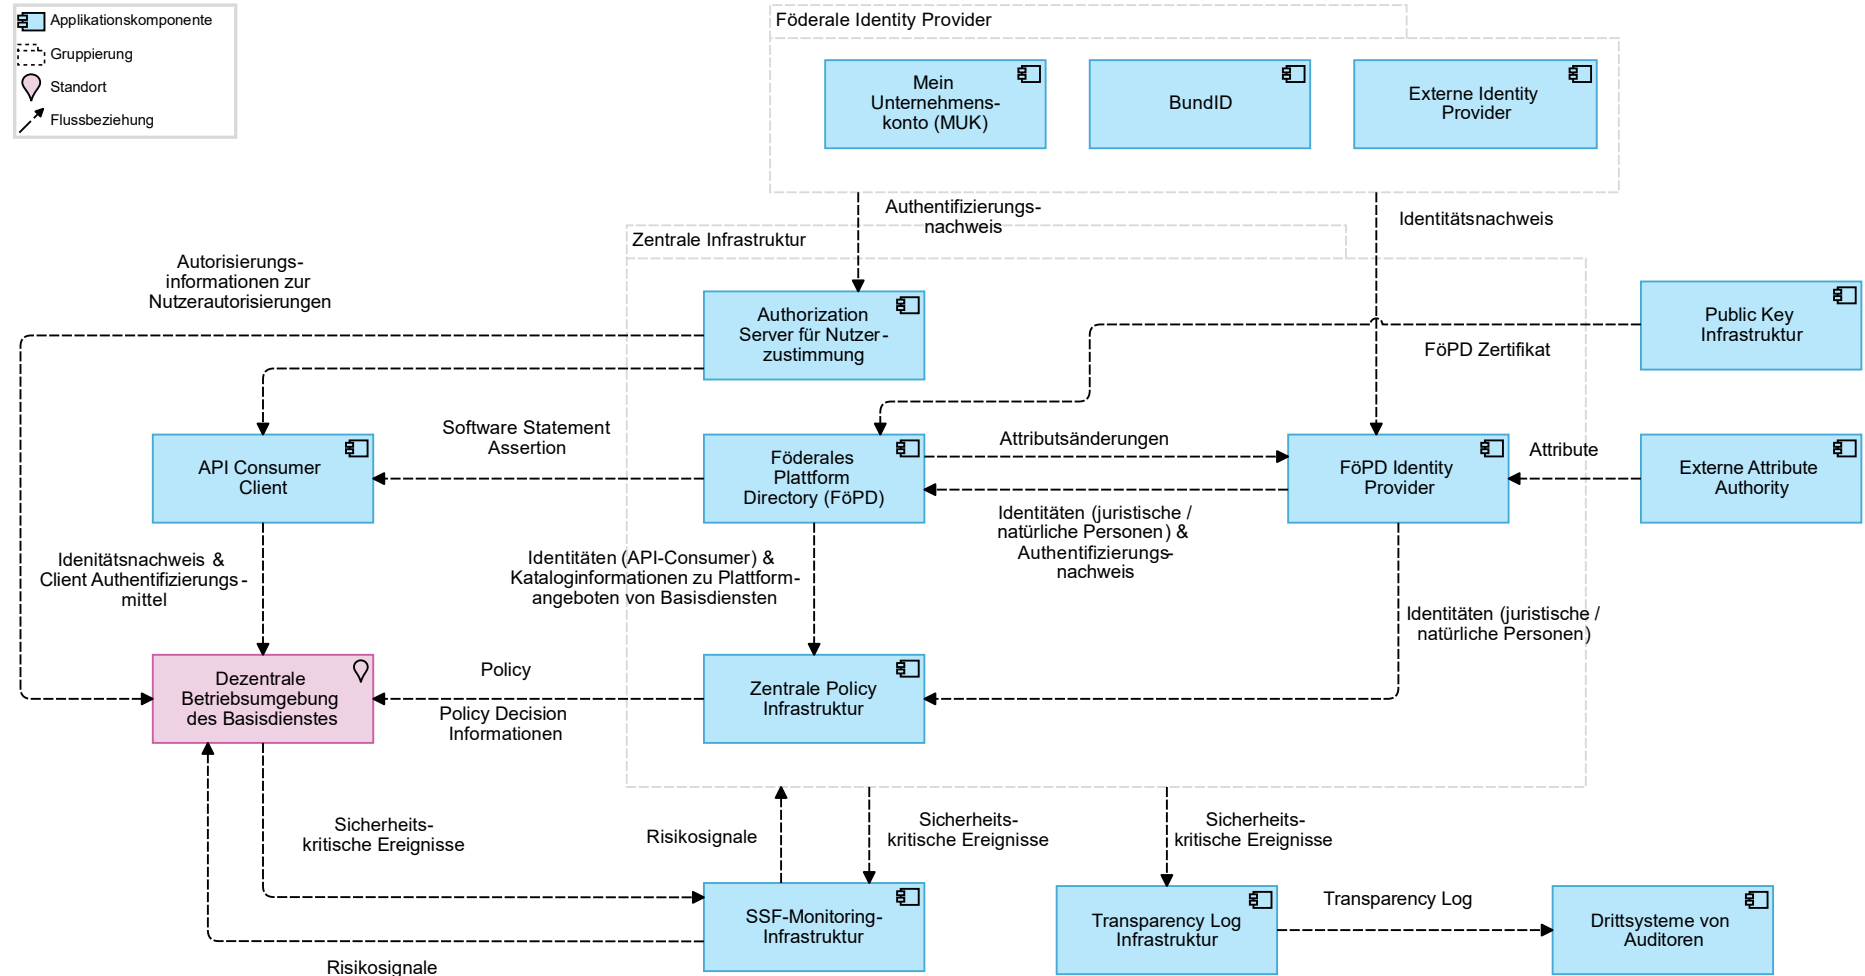 Applikationskomponente
Gruppierung
Standort
Flussbeziehung
Föderale Identity Provider
Mein
Unternehmens-
konto (MUK)
BundID
Externe Identity
Provider
Authentifizierungs-
nachweis
Identitätsnachweis
Zentrale Infrastruktur
Autorisierungs-
informationen zur
Nutzerautorisierungen
Authorization
Server für Nutzer-
zustimmung
Public Key
Infrastruktur
FöPD Zertifikat
Software Statement
Assertion
Attributsänderungen
Attribute
API Consumer
Client
Föderales
Plattform
Directory (FöPD)
FöPD Identity
Provider
Externe Attribute
Authority
Identitäten (juristische /
natürliche Personen) &
Authentifizierungs-
nachweis
Idenitätsnachweis &
Client Authentifizierungs-
mittel
Identitäten (API-Consumer) &
Kataloginformationen zu Plattform-
angeboten von Basisdiensten
Identitäten (juristische /
natürliche Personen)
Dezentrale
Betriebsumgebung
des Basisdienstes
Policy
Policy Decision
Informationen
Zentrale Policy
Infrastruktur
Sicherheits-
kritische Ereignisse
Risikosignale
Sicherheits-
kritische Ereignisse
Sicherheits-
kritische Ereignisse
SSF-Monitoring-
Infrastruktur
Transparency Log
Infrastruktur
Transparency Log
Drittsysteme von
Auditoren
Risikosignale